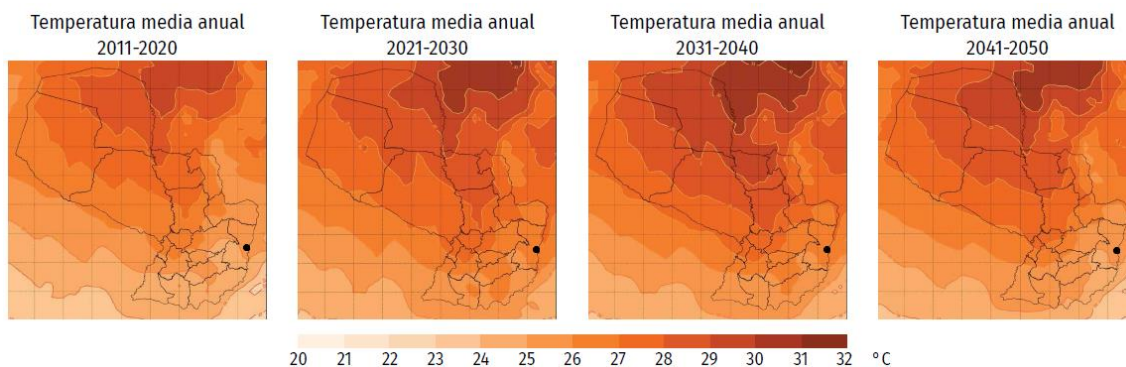 Temperatura media anual
2011-2020
Temperatura media anual
2021-2030
Temperatura media anual
2031-2040
Temperatura media anual
2041-2050
20 21 22 23 24 25 26 27 28 29 30 31 32 °C